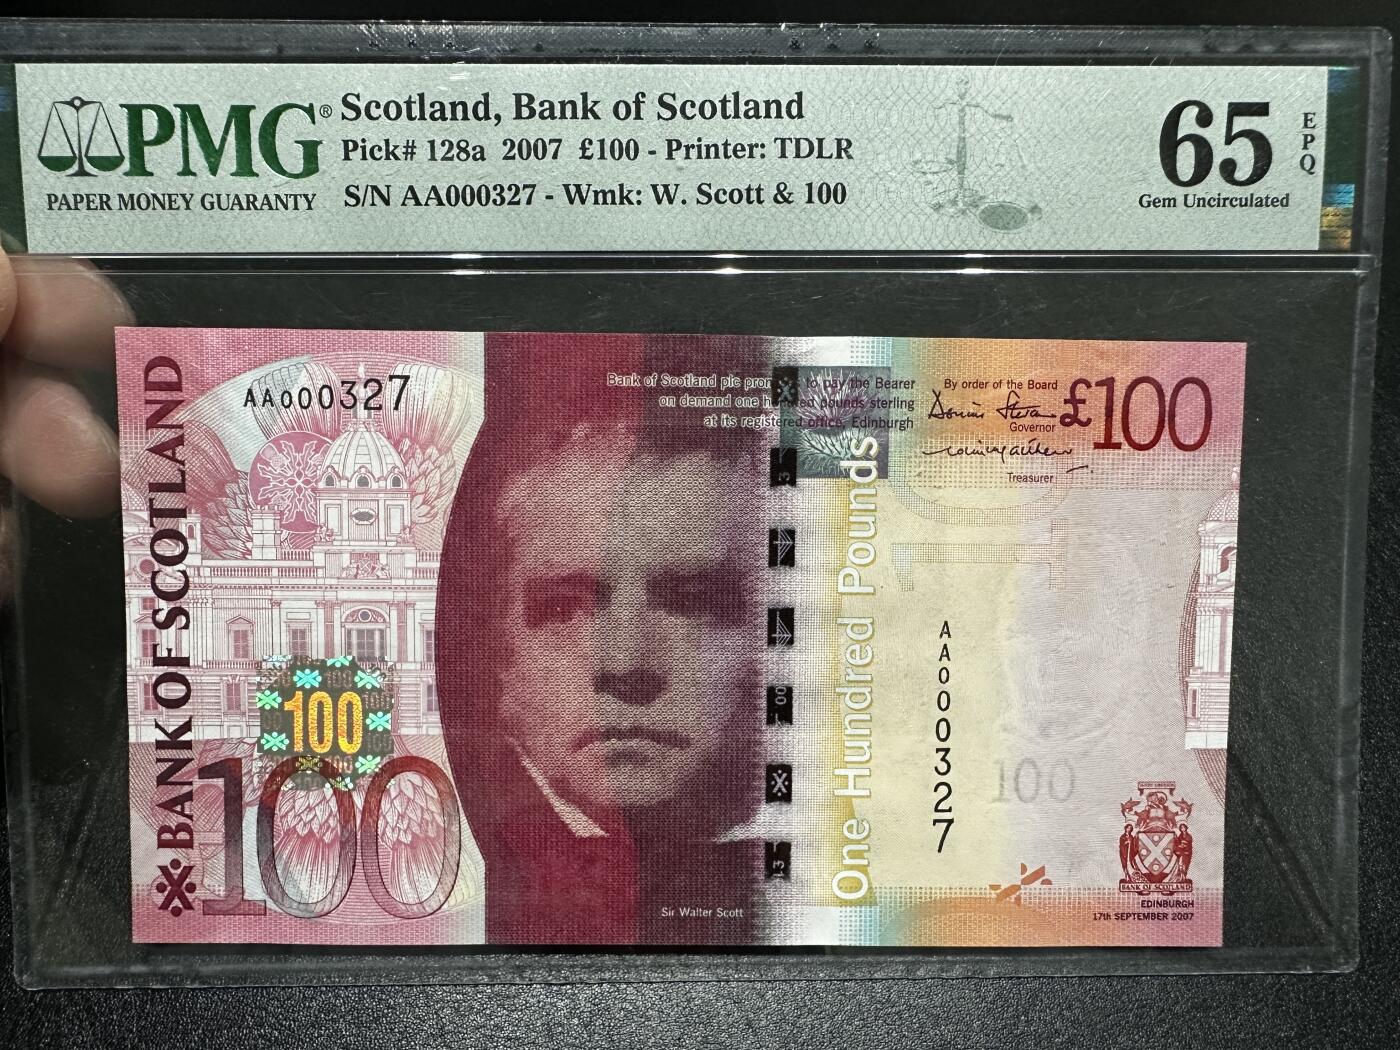 PMG®
PAPER MONEY GUARANTY
Scotland, Bank of Scotland
Pick# 128a 2007 £100 - Printer: TDLR
S/N AA000327 - Wmk: W. Scott & 100
65
EPQ
Gem Uncirculated
BANK OF SCOTLAND
AA000327
Bank of Scotland plc to pay the Bearer
on demand one pounds sterling
at its registered office, Edinburgh
By order of the Board
Governor
Treasurer
£100
One Hundred Pounds
AA000327
100
100
100
Sir Walter Scott
BANK OF SCOTLAND
EDINBURGH
17th SEPTEMBER 2007